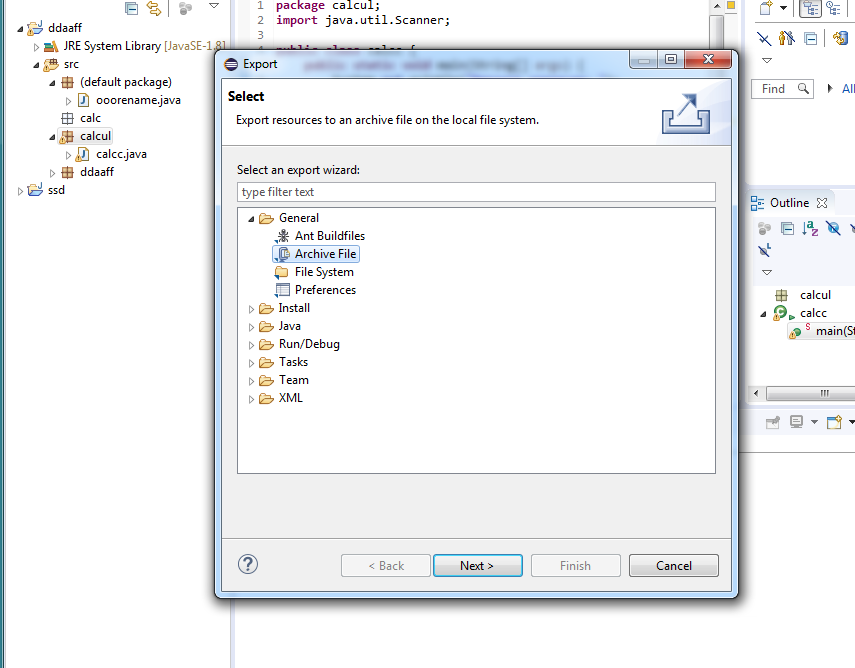 ddaaff
JRE System Library [JavaSE-1.8]
src
(default package)
ooorename.java
calc
calcul
calcc.java
ddaaff
ssd
1 package calcul;
2 import java.util.Scanner;
3
Export
Select
Export resources to an archive file on the local file system.
Select an export wizard:
type filter text
General
Ant Buildfiles
Archive File
File System
Preferences
Install
Java
Run/Debug
Tasks
Team
XML
< Back
Next >
Finish
Cancel
Find
All
Outline
calcul
calcc
main(St